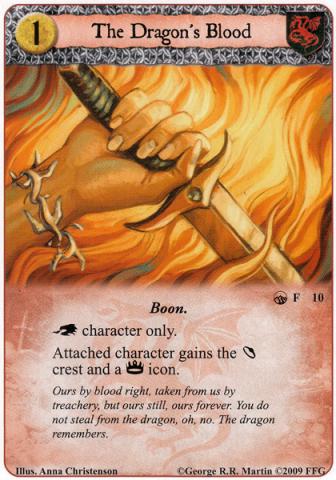 1
The Dragon's Blood
F 10
Boon.
character only.
Attached character gains the
crest and a icon.
Ours by blood right, taken from us by
treachery, but ours still, ours forever. You do
not steal from the dragon, oh, no. The dragon
remembers.
Illus. Anna Christenson ©George R.R. Martin ©2009 FFG